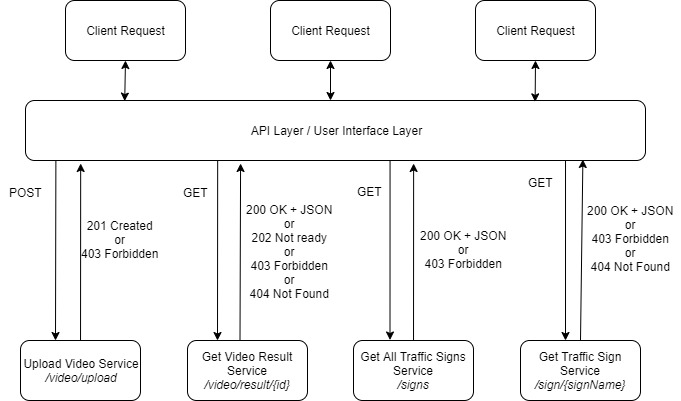 Client Request
Client Request
Client Request
API Layer / User Interface Layer
POST
201 Created
or
403 Forbidden
GET
200 OK + JSON
or
202 Not ready
or
403 Forbidden
or
404 Not Found
GET
200 OK + JSON
or
403 Forbidden
GET
200 OK + JSON
or
403 Forbidden
or
404 Not Found
Upload Video Service
/video/upload
Get Video Result
Service
/video/result/{id}
Get All Traffic Signs
Service
/signs
Get Traffic Sign
Service
/sign/{signName}